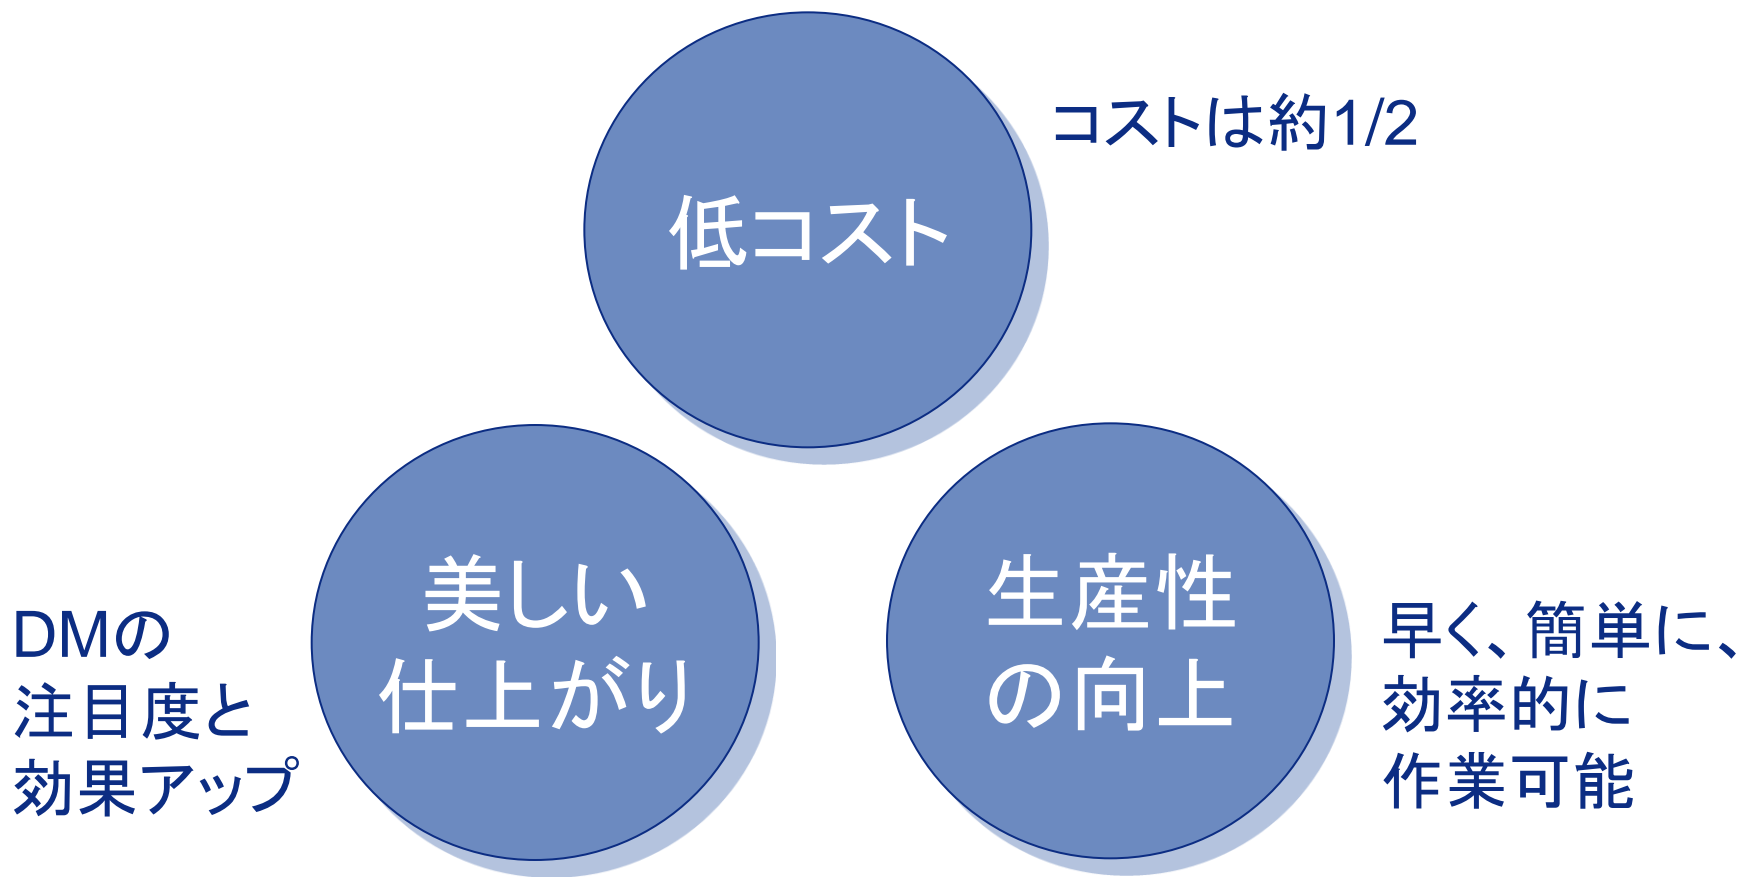 コストは約1/2
低コスト
美しい
仕上がり
DMの
注目度と
効果アップ
生産性
の向上
早く、簡単に、
効率的に
作業可能